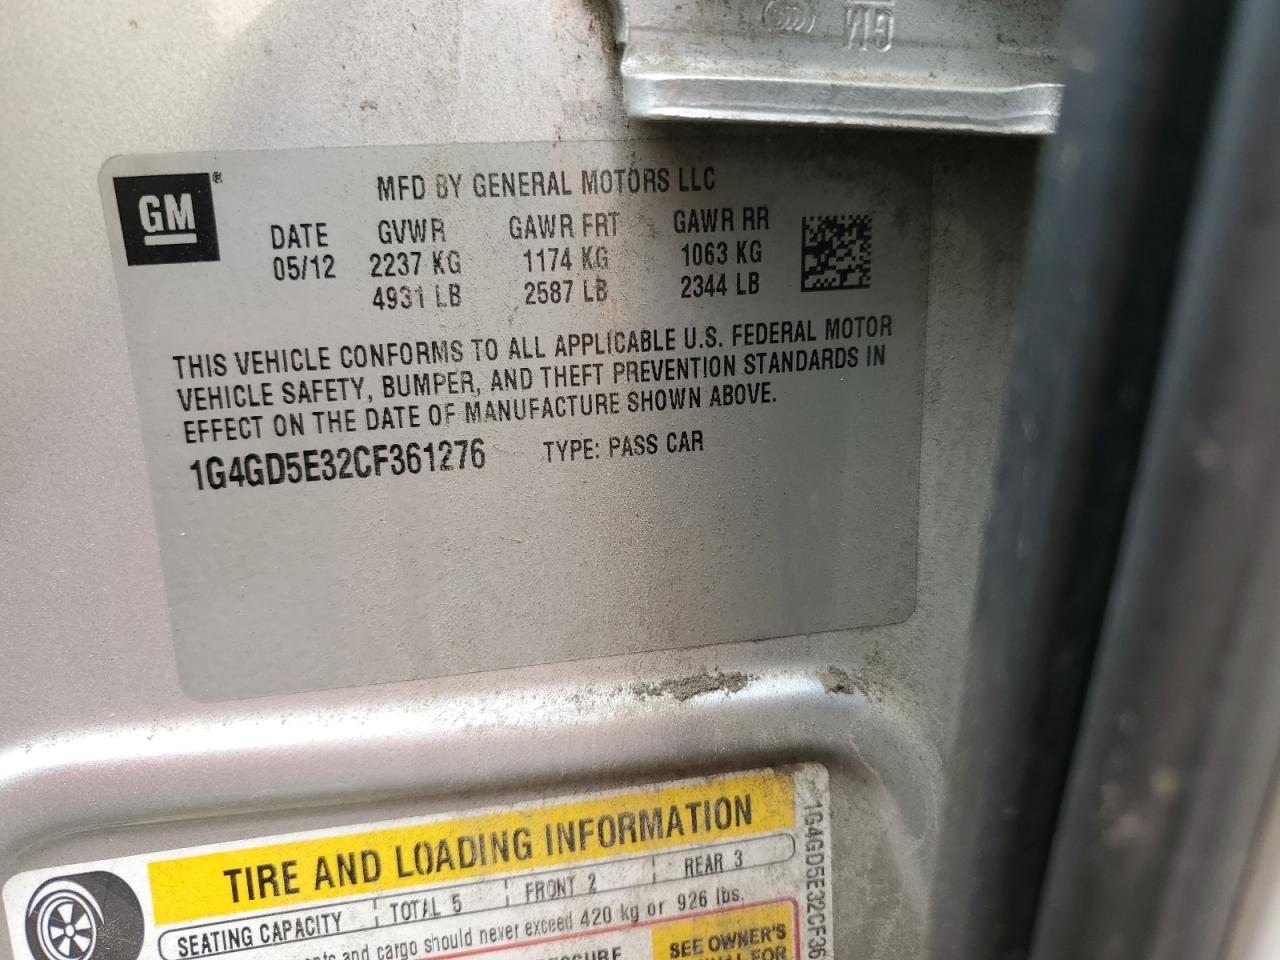 GM
GM®
MFD BY GENERAL MOTORS LLC
DATE GVWR GAWR FRT GAWR RR
05/12 2237 KG 1174 KG 1063 KG
4931 LB 2587 LB 2344 LB
THIS VEHICLE CONFORMS TO ALL APPLICABLE U.S. FEDERAL MOTOR
VEHICLE SAFETY, BUMPER, AND THEFT PREVENTION STANDARDS IN
EFFECT ON THE DATE OF MANUFACTURE SHOWN ABOVE.
1G4GD5E32CF361276 TYPE: PASS CAR
TIRE AND LOADING INFORMATION
SEATING CAPACITY TOTAL 5 FRONT 2 REAR 3
and cargo should never exceed 420 kg or 926 lbs.
SEE OWNER'S
FOR
1G4GD5E32CF36